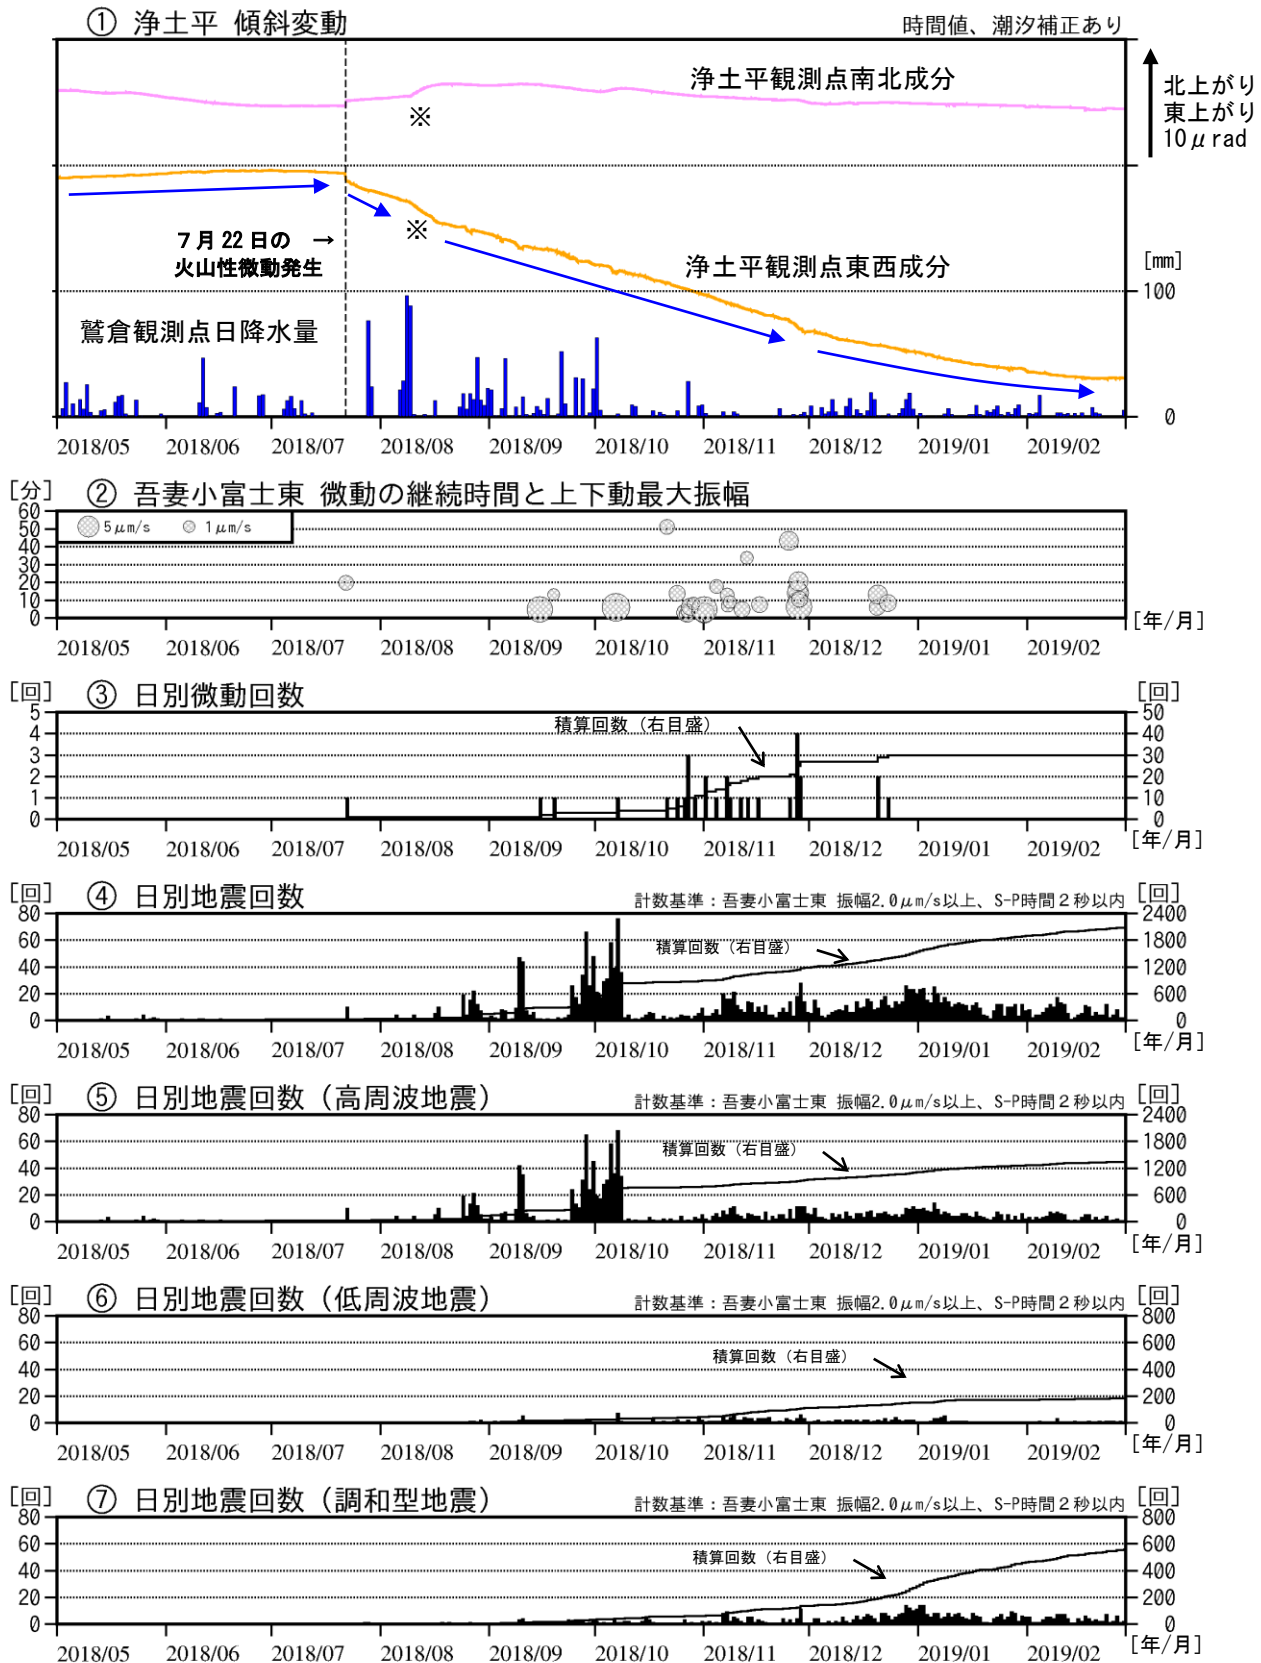 ① 浄土平 傾斜変動
時間値、潮汐補正あり
浄土平観測点南北成分
北上がり
東上がり
10μrad
※
7月22日の →
火山性微動発生
※
浄土平観測点東西成分
[mm]
100
鷲倉観測点日降水量
0
2018/05 2018/06 2018/07 2018/08 2018/09 2018/10 2018/11 2018/12 2019/01 2019/02
[分] ② 吾妻小富士東 微動の継続時間と上下動最大振幅
60
50
40
30
20
10
0
5μm/s 1μm/s
[年/月]
2018/05 2018/06 2018/07 2018/08 2018/09 2018/10 2018/11 2018/12 2019/01 2019/02
[回] ③ 日別微動回数 [回]
5 50
4 40
3 30
2 20
1 10
0 0
積算回数（右目盛）
[年/月]
2018/05 2018/06 2018/07 2018/08 2018/09 2018/10 2018/11 2018/12 2019/01 2019/02
[回] ④ 日別地震回数 計数基準：吾妻小富士東 振幅2.0μm/s以上、S-P時間２秒以内 [回]
80 2400
60 1800
40 1200
20 600
0 0
積算回数（右目盛）
[年/月]
2018/05 2018/06 2018/07 2018/08 2018/09 2018/10 2018/11 2018/12 2019/01 2019/02
[回] ⑤ 日別地震回数（高周波地震） 計数基準：吾妻小富士東 振幅2.0μm/s以上、S-P時間２秒以内 [回]
80 2400
60 1800
40 1200
20 600
0 0
積算回数（右目盛）
[年/月]
2018/05 2018/06 2018/07 2018/08 2018/09 2018/10 2018/11 2018/12 2019/01 2019/02
[回] ⑥ 日別地震回数（低周波地震） 計数基準：吾妻小富士東 振幅2.0μm/s以上、S-P時間２秒以内 [回]
80 800
60 600
40 400
20 200
0 0
積算回数（右目盛）
[年/月]
2018/05 2018/06 2018/07 2018/08 2018/09 2018/10 2018/11 2018/12 2019/01 2019/02
[回] ⑦ 日別地震回数（調和型地震） 計数基準：吾妻小富士東 振幅2.0μm/s以上、S-P時間２秒以内 [回]
80 800
60 600
40 400
20 200
0 0
積算回数（右目盛）
[年/月]
2018/05 2018/06 2018/07 2018/08 2018/09 2018/10 2018/11 2018/12 2019/01 2019/02